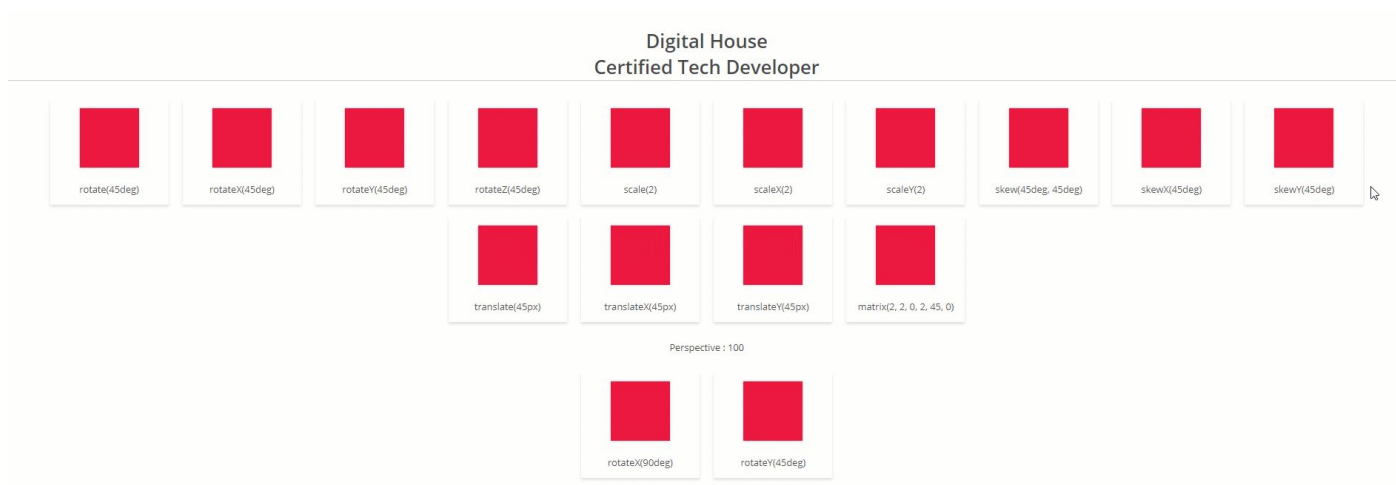 Digital House
Certified Tech Developer
rotate(45deg)
rotateX(45deg)
rotateY(45deg)
rotateZ(45deg)
scale(2)
scaleX(2)
scaleY(2)
skew(45deg, 45deg)
skewX(45deg)
skewY(45deg)
translate(45px)
translateX(45px)
translateY(45px)
matrix(2, 2, 0, 2, 45, 0)
Perspective : 100
rotateX(90deg)
rotateY(45deg)